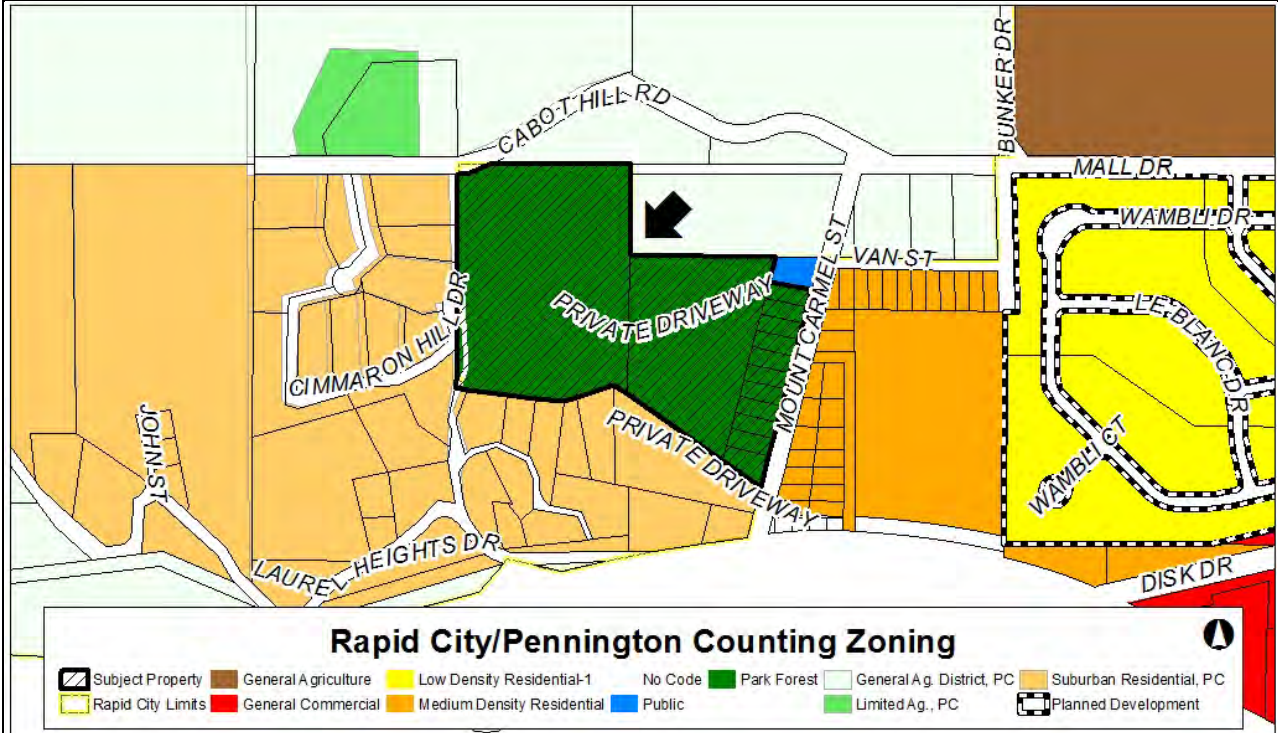 BUNKER DR
CABOT HILL RD
MALL DR
WAMBLI DR
VAN ST
MOUNT CARMEL ST
PRIVATE DRIVEWAY
LE BLANC DR
CIMMARON HILL DR
JOHN ST
PRIVATE DRIVEWAY
WAMBLI CT
LAUREL HEIGHTS DR
DISK DR
Rapid City/Pennington Counting Zoning
Subject Property General Agriculture Low Density Residential-1 No Code Park Forest General Ag. District, PC Suburban Residential, PC
Rapid City Limits General Commercial Medium Density Residential Public Limited Ag., PC Planned Development